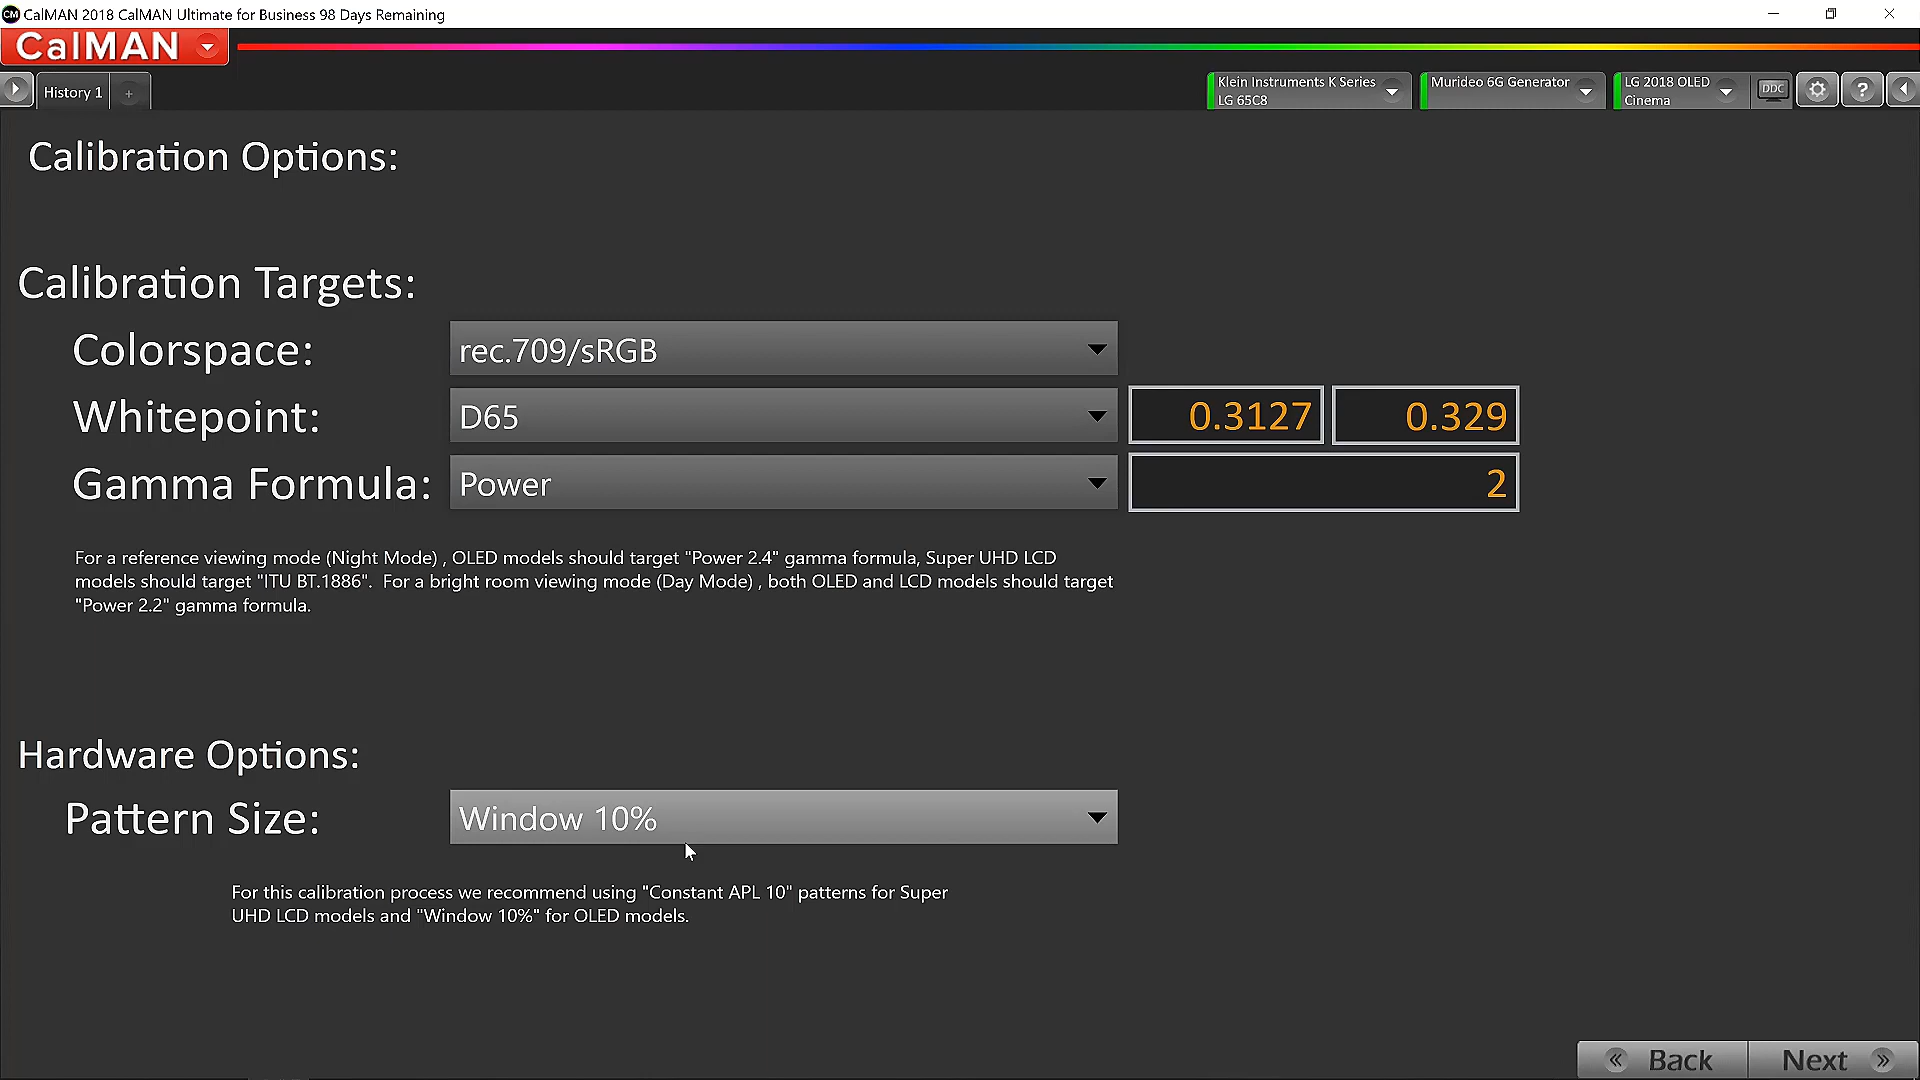 CalMAN 2018 CalMAN Ultimate for Business 98 Days Remaining
CalMAN
History 1
+
Klein Instruments K Series
LG 65C8
Murideo 6G Generator
LG 2018 OLED
Cinema
DDC
?
Calibration Options:
Calibration Targets:
Colorspace: rec.709/sRGB
Whitepoint: D65 0.3127 0.329
Gamma Formula: Power 2
For a reference viewing mode (Night Mode) , OLED models should target "Power 2.4" gamma formula, Super UHD LCD
models should target "ITU BT.1886".  For a bright room viewing mode (Day Mode) , both OLED and LCD models should target
"Power 2.2" gamma formula.
Hardware Options:
Pattern Size: Window 10%
For this calibration process we recommend using "Constant APL 10" patterns for Super
UHD LCD models and "Window 10%" for OLED models.
« Back Next »